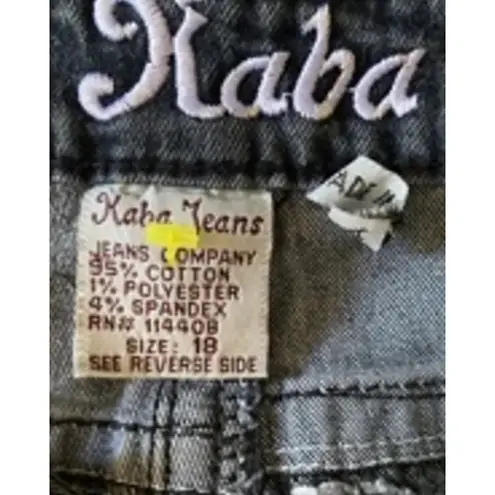 Kaba
Kaba Jeans
JEANS COMPANY
95% COTTON
1% POLYESTER
4% SPANDEX
RN# 114408
SIZE: 18
SEE REVERSE SIDE